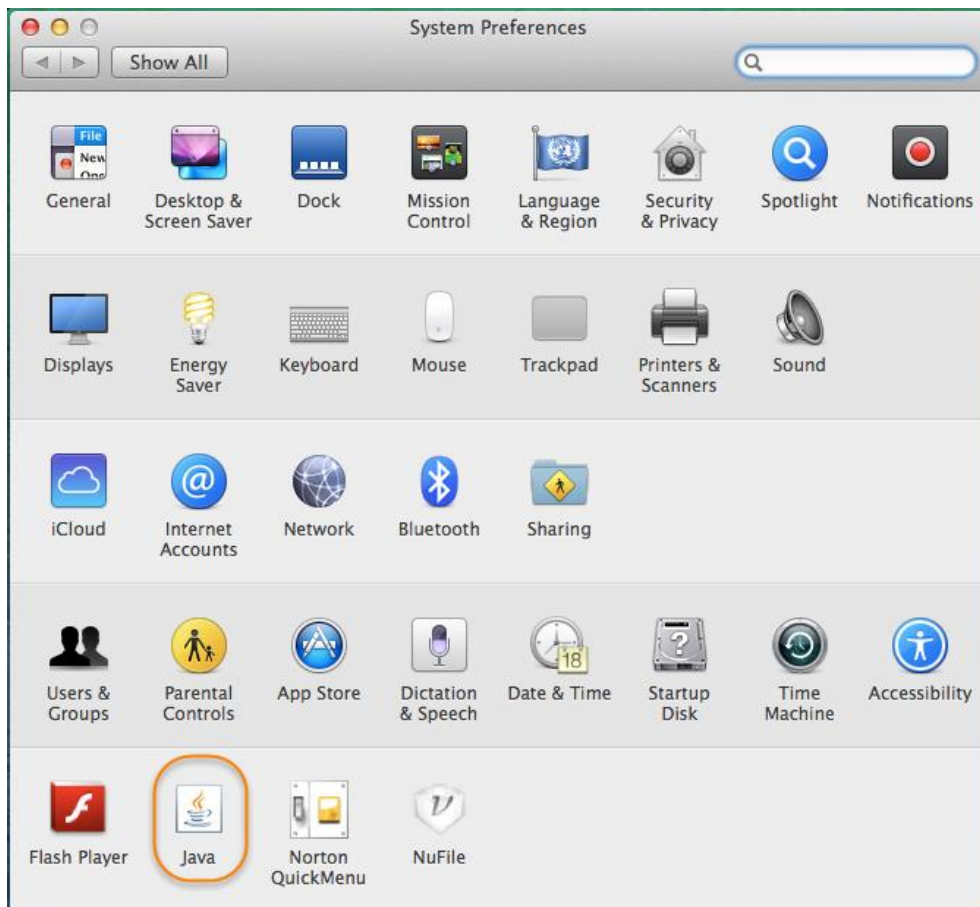 System Preferences
Show All
File
New
Ope
General
Desktop &
Screen Saver
Dock
Mission
Control
Language
& Region
Security
& Privacy
Spotlight
Notifications
Displays
Energy
Saver
Keyboard
Mouse
Trackpad
Printers &
Scanners
Sound
@
iCloud
Internet
Accounts
Network
Bluetooth
Sharing
18
?
Users &
Groups
Parental
Controls
App Store
Dictation
& Speech
Date & Time
Startup
Disk
Time
Machine
Accessibility
Flash Player
Java
Norton
QuickMenu
NuFile